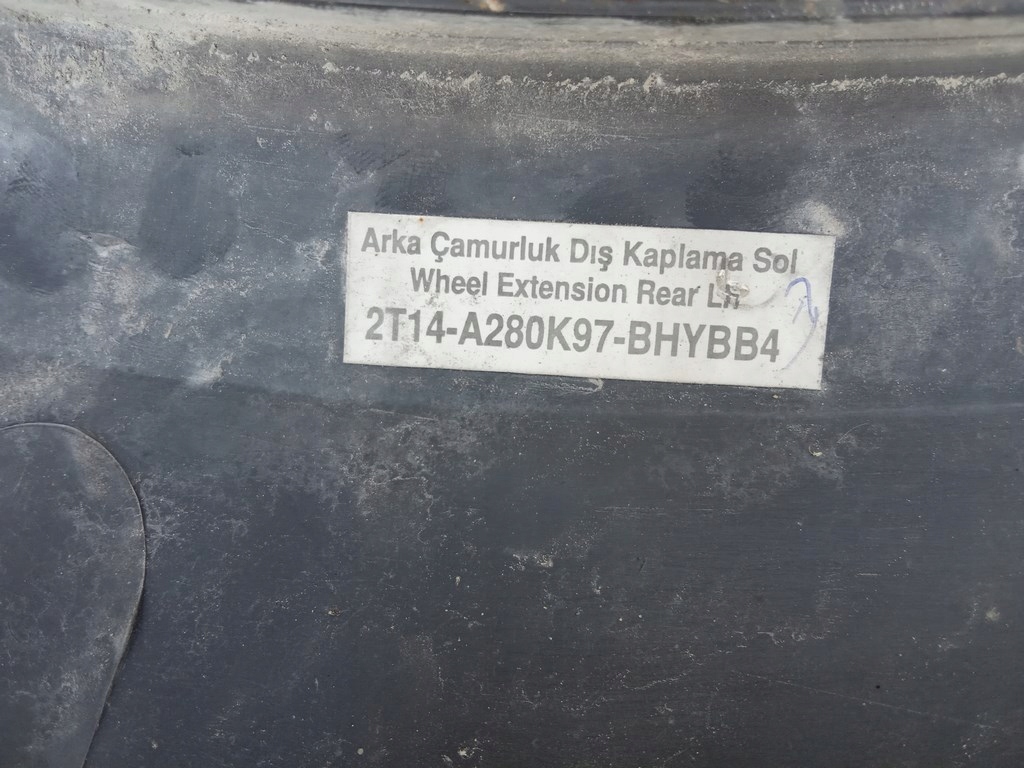 Arka Çamurluk Dış Kaplama Sol
Wheel Extension Rear Lh
2T14-A280K97-BHYBB4